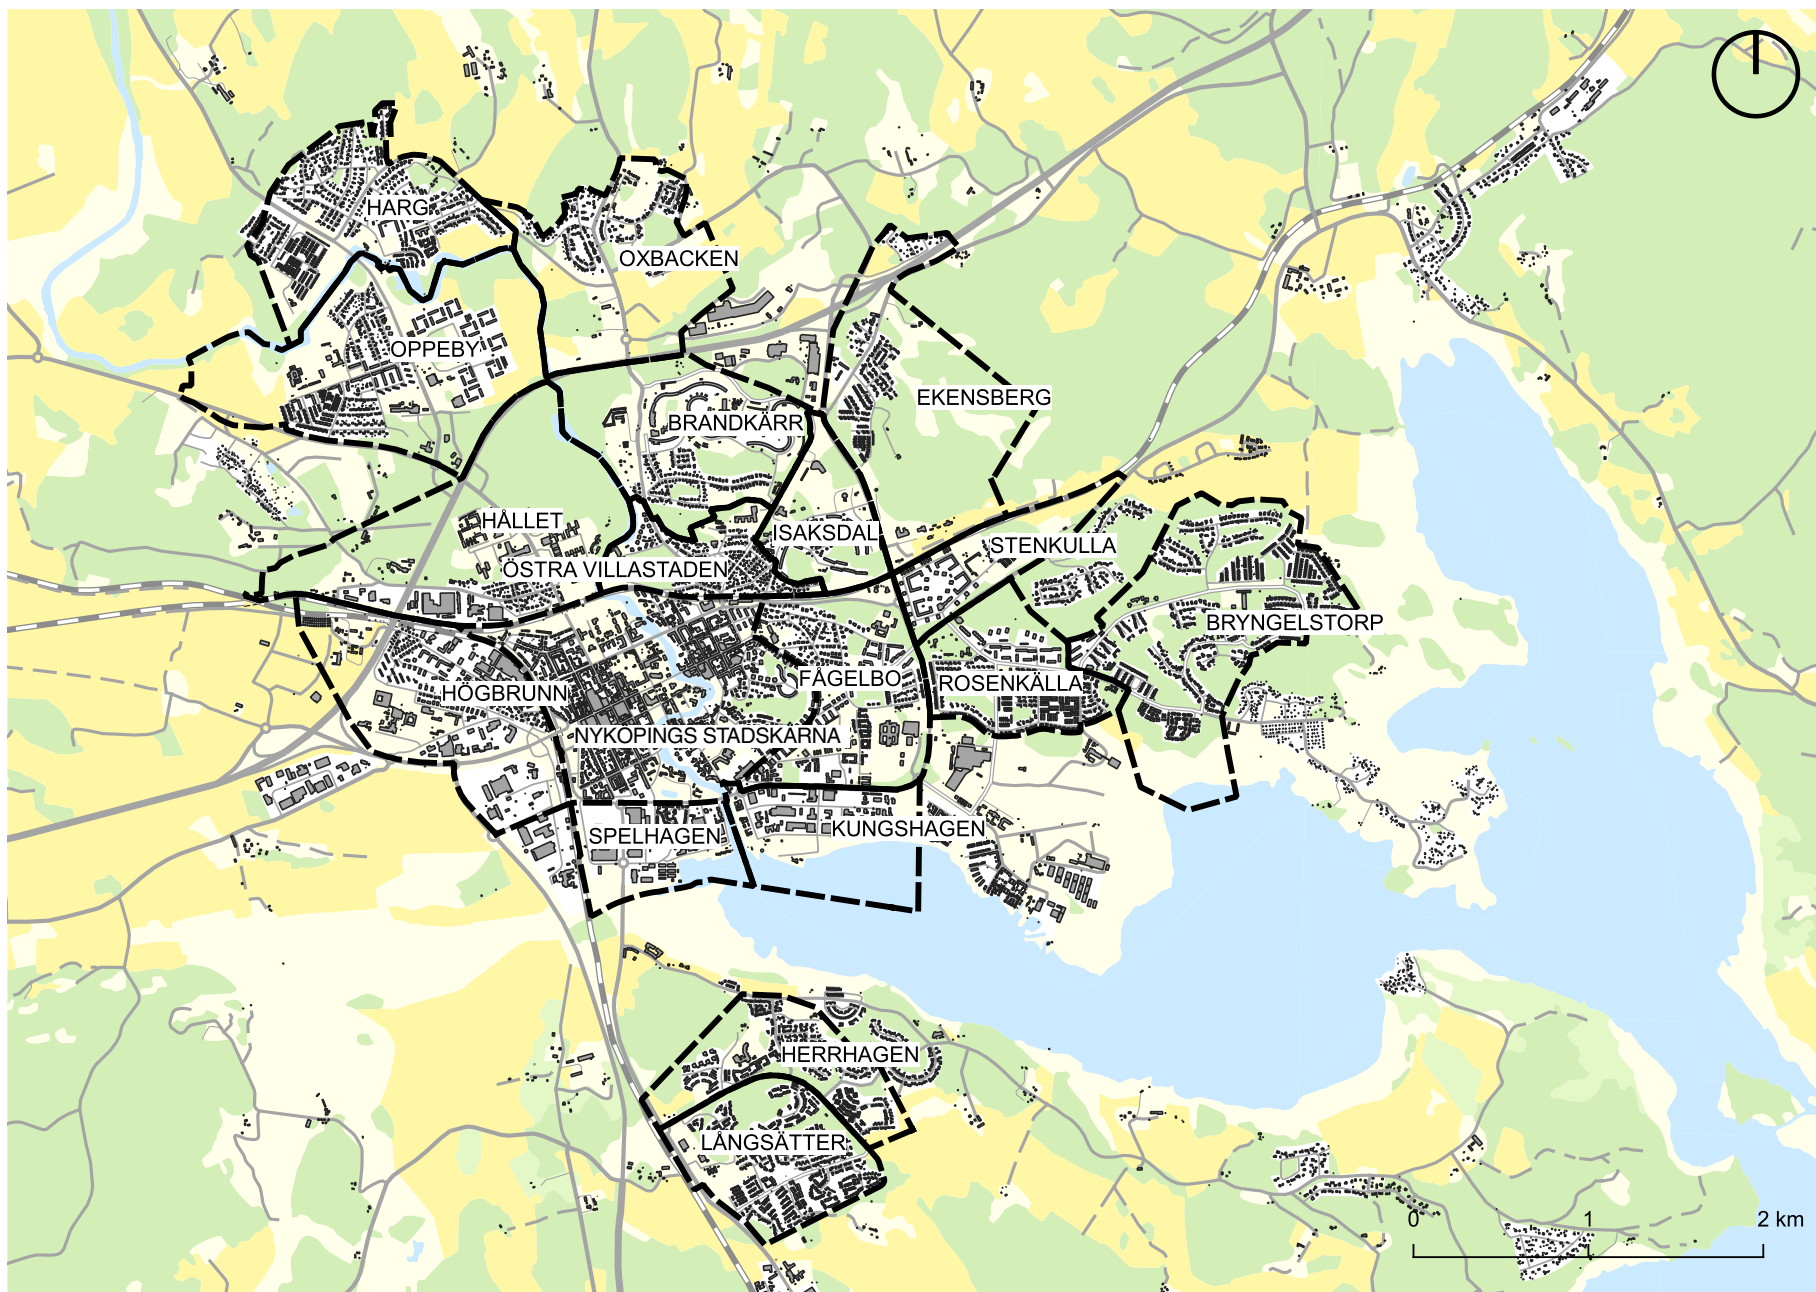 HARG
OXBACKEN
OPPEBY
EKENSBERG
BRANDKÄRR
HÅLLET
ISAKSDAL
STENKULLA
ÖSTRA VILLASTADEN
BRYNGELSTORP
FÅGELBO
ROSENKÄLLA
HÖGBRUNN
NYKÖPINGS STADSKÄRNA
SPELHAGEN
KUNGSHAGEN
HERRHAGEN
LÅNGSÄTTER
0 1 2 km